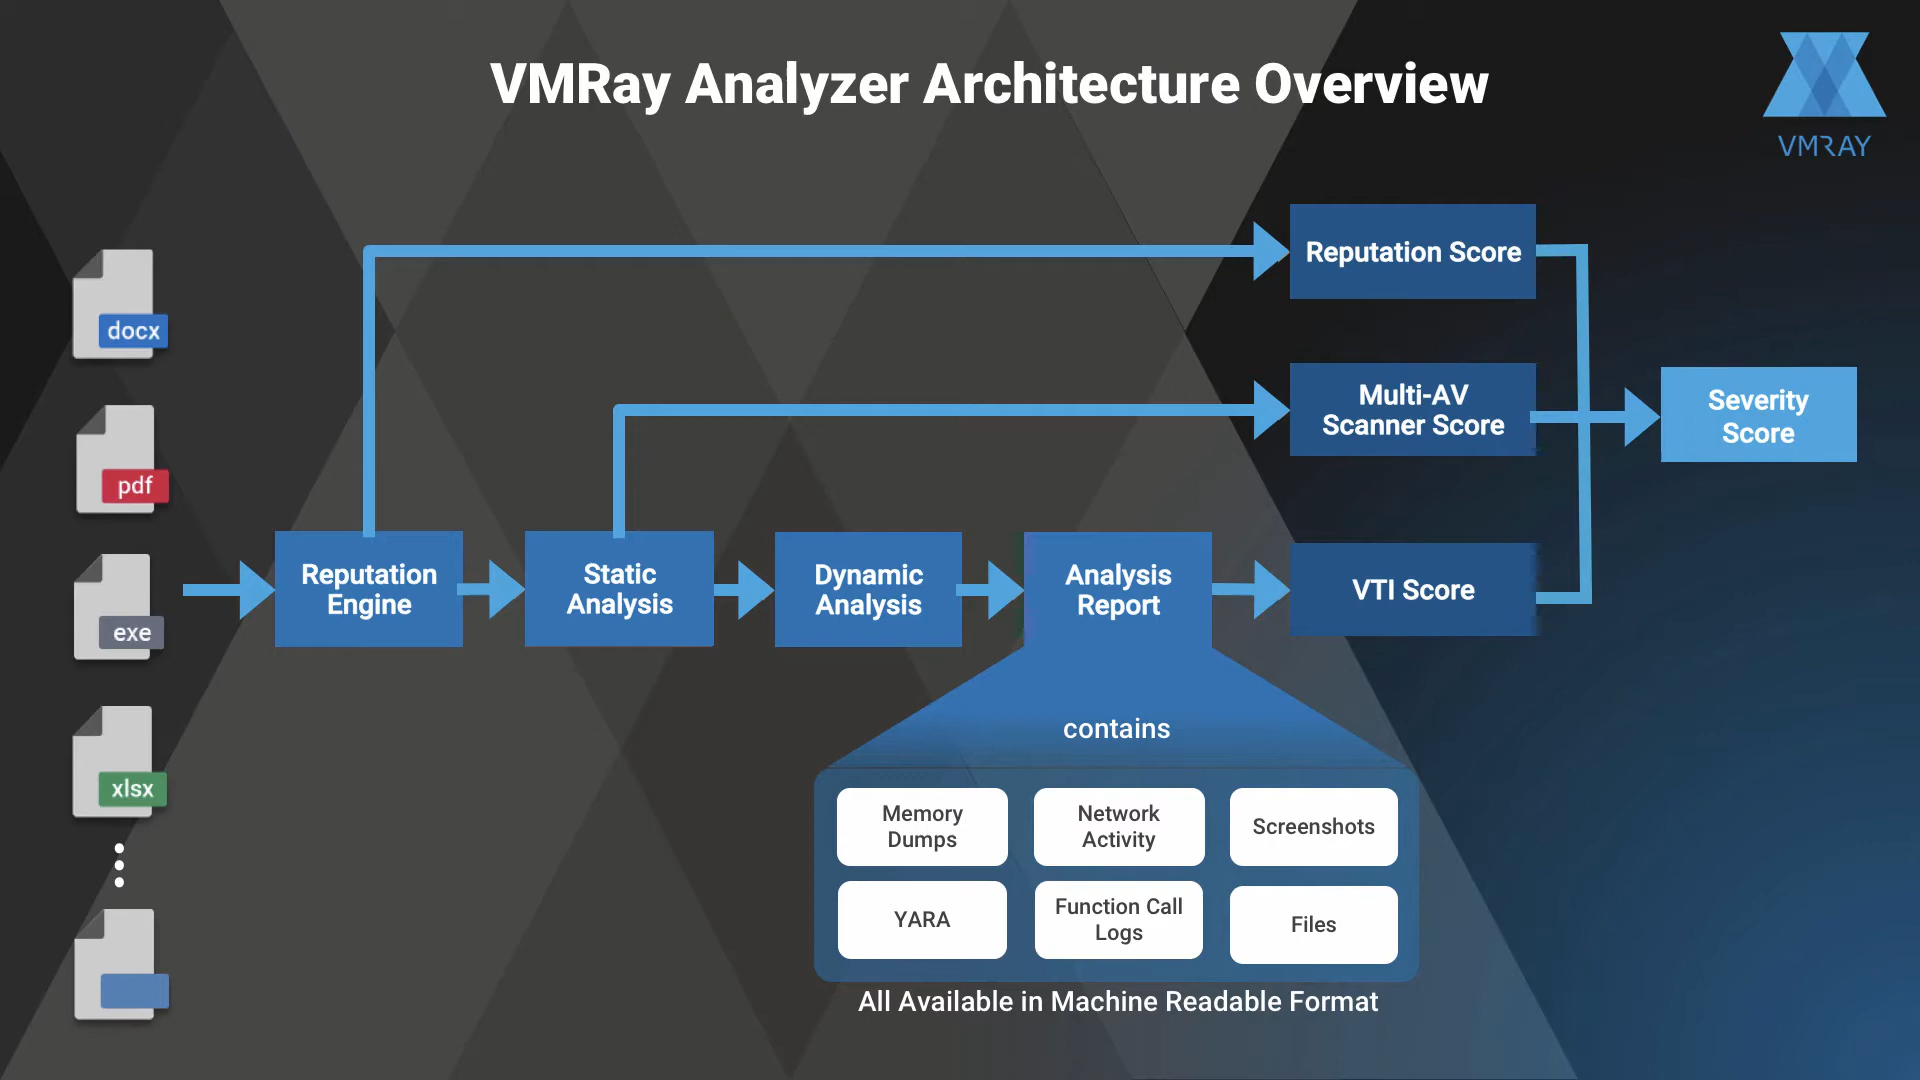 VMRay Analyzer Architecture Overview
VMRAY
docx
pdf
exe
xlsx
Reputation
Engine
Static
Analysis
Dynamic
Analysis
Analysis
Report
Reputation Score
Multi-AV
Scanner Score
VTI Score
Severity
Score
contains
Memory
Dumps
Network
Activity
Screenshots
YARA
Function Call
Logs
Files
All Available in Machine Readable Format